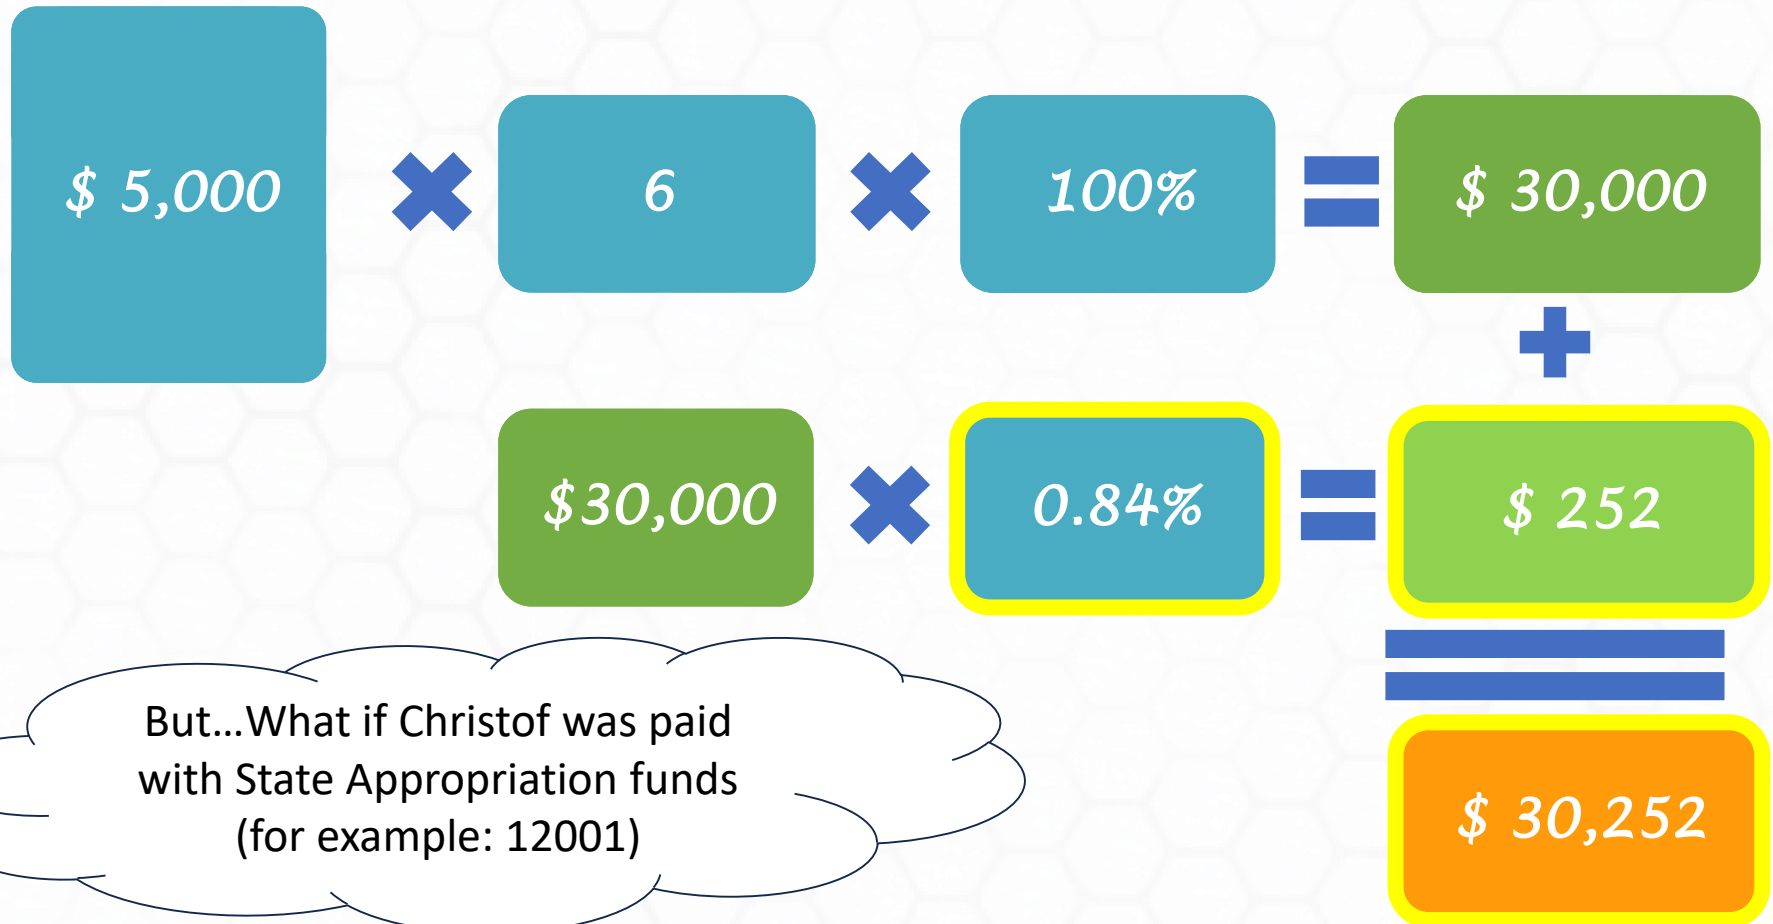 $ 5,000 ✖ 6 ✖ 100% = $ 30,000
+
$30,000 ✖ 0.84% = $ 252
=
$ 30,252
But...What if Christof was paid
with State Appropriation funds
(for example: 12001)